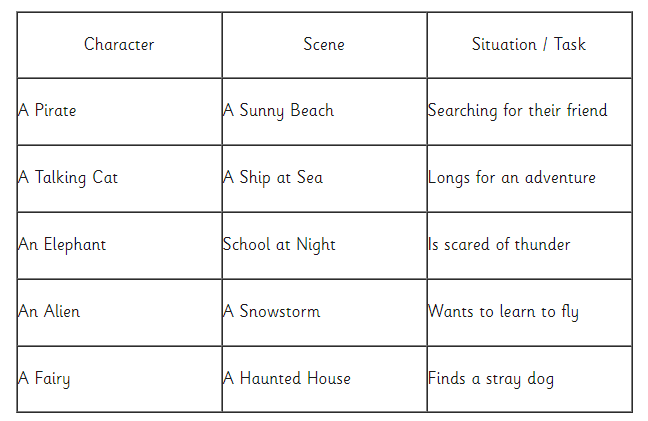 Character Scene Situation / Task
A Pirate A Sunny Beach Searching for their friend
A Talking Cat A Ship at Sea Longs for an adventure
An Elephant School at Night Is scared of thunder
An Alien A Snowstorm Wants to learn to fly
A Fairy A Haunted House Finds a stray dog